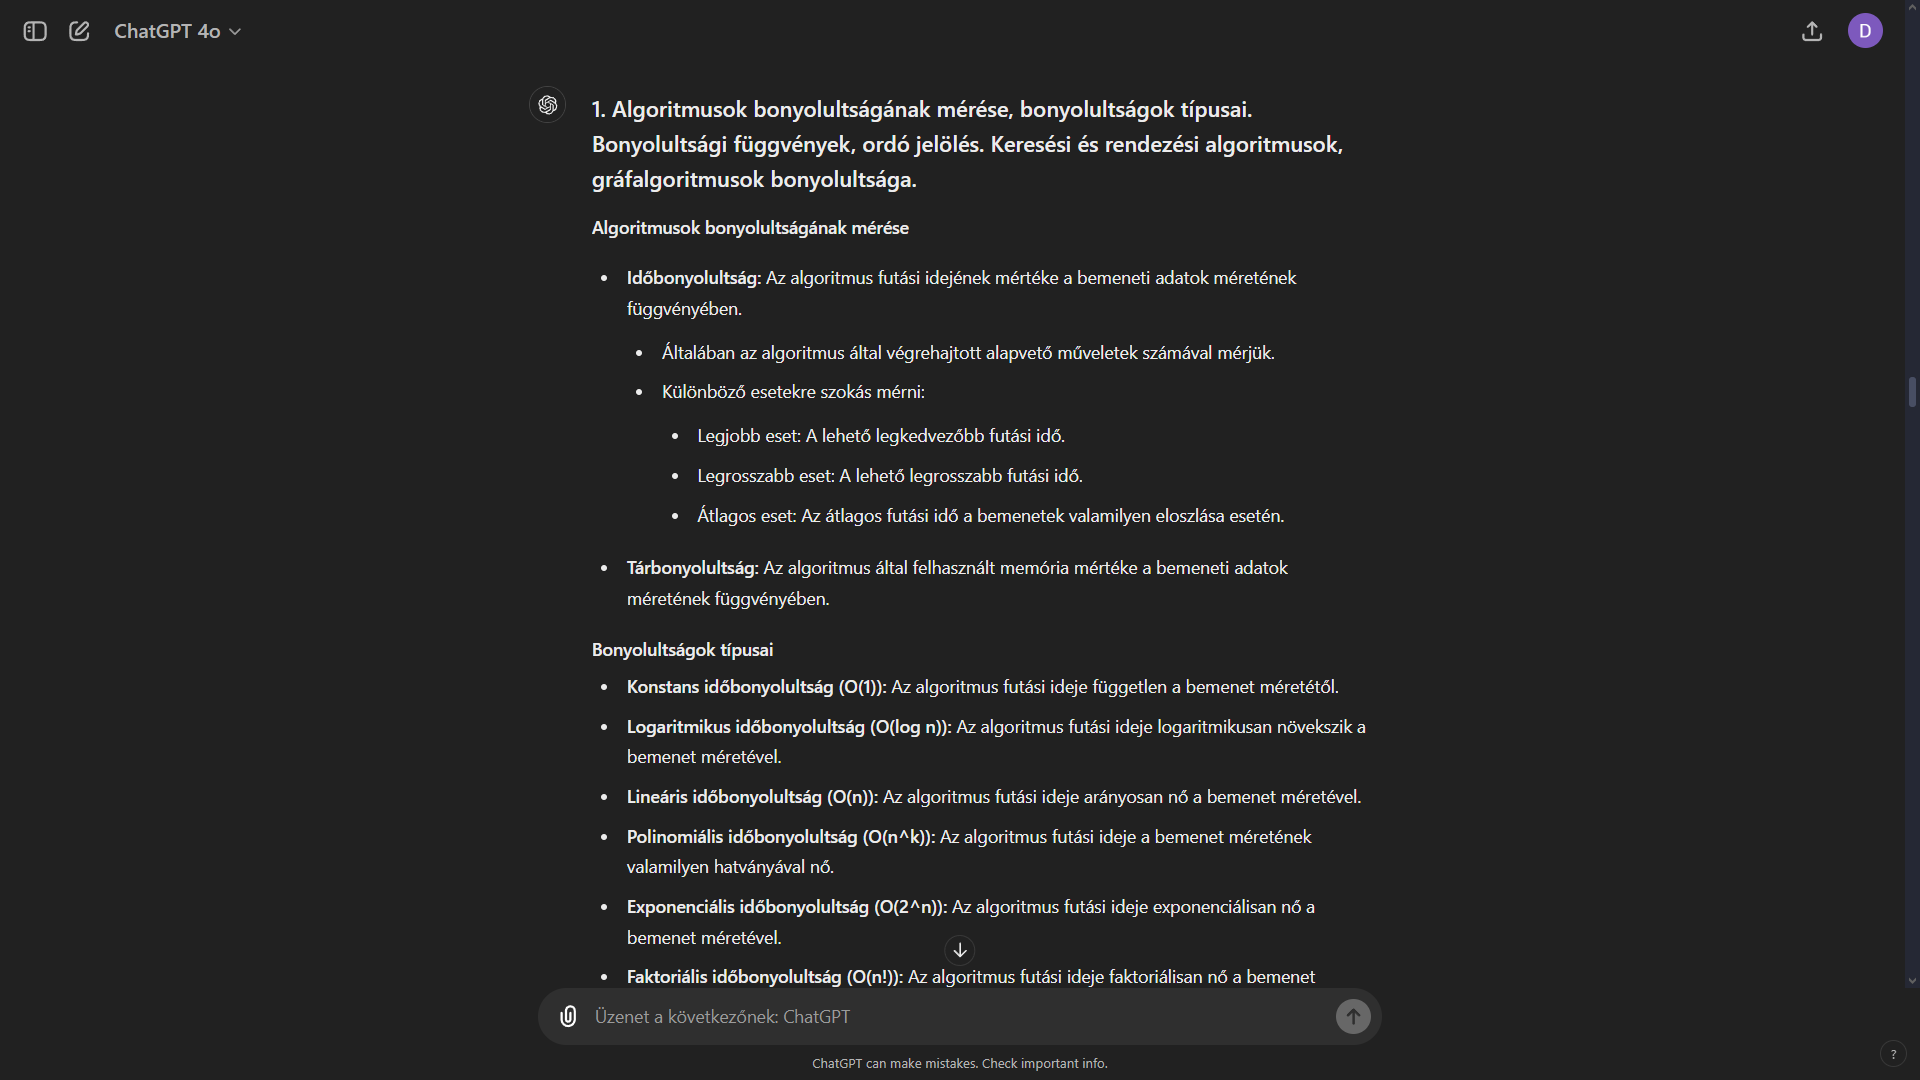 ChatGPT 4o
D
1. Algoritmusok bonyolultságának mérése, bonyolultságok típusai.
Bonyolultsági függvények, ordó jelölés. Keresési és rendezési algoritmusok,
gráfalgoritmusok bonyolultsága.
Algoritmusok bonyolultságának mérése
• Időbonyolultság: Az algoritmus futási idejének mértéke a bemeneti adatok méretének
függvényében.
• Általában az algoritmus által végrehajtott alapvető műveletek számával mérjük.
• Különböző esetekre szokás mérni:
• Legjobb eset: A lehető legkedvezőbb futási idő.
• Legrosszabb eset: A lehető legrosszabb futási idő.
• Átlagos eset: Az átlagos futási idő a bemenetek valamilyen eloszlása esetén.
• Tárbonyolultság: Az algoritmus által felhasznált memória mértéke a bemeneti adatok
méretének függvényében.
Bonyolultságok típusai
• Konstans időbonyolultság (O(1)): Az algoritmus futási ideje független a bemenet méretétől.
• Logaritmikus időbonyolultság (O(log n)): Az algoritmus futási ideje logaritmikusan növekszik a
bemenet méretével.
• Lineáris időbonyolultság (O(n)): Az algoritmus futási ideje arányosan nő a bemenet méretével.
• Polinomiális időbonyolultság (O(n^k)): Az algoritmus futási ideje a bemenet méretének
valamilyen hatványával nő.
• Exponenciális időbonyolultság (O(2^n)): Az algoritmus futási ideje exponenciálisan nő a
bemenet méretével.
• Faktoriális időbonyolultság (O(n!)): Az algoritmus futási ideje faktoriálisan nő a bemenet
Üzenet a következőnek: ChatGPT
ChatGPT can make mistakes. Check important info.
?